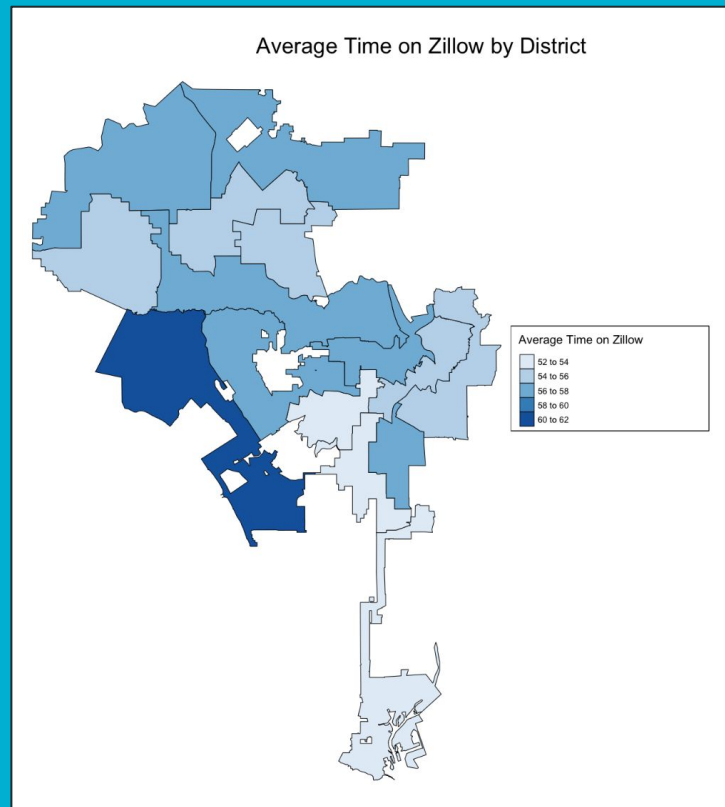 Average Time on Zillow by District
Average Time on Zillow
52 to 54
54 to 56
56 to 58
58 to 60
60 to 62